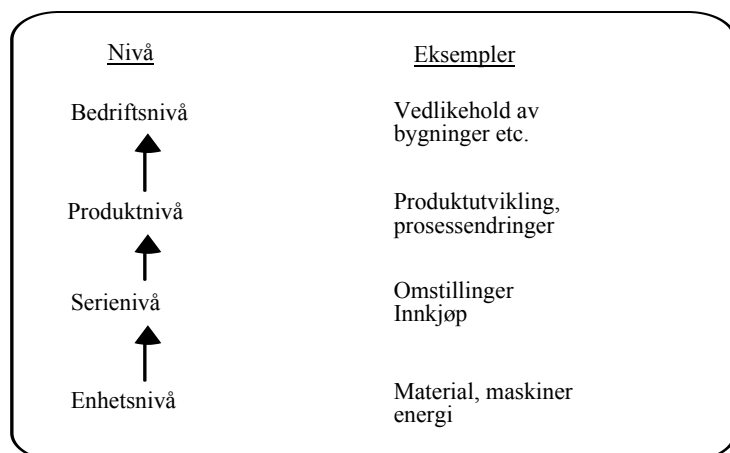 Nivå
Eksempler
Bedriftsnivå
Vedlikehold av
bygninger etc.
Produktnivå
Produktutvikling,
prosessendringer
Serienivå
Omstillinger
Innkjøp
Enhetsnivå
Material, maskiner
energi